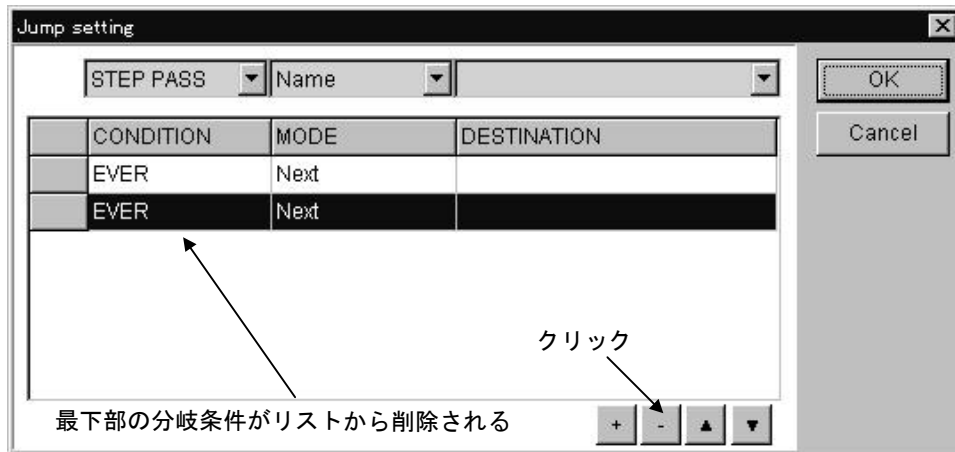 Jump setting
STEP PASS Name
OK
CONDITION MODE DESTINATION
Cancel
EVER Next
EVER Next
クリック
最下部の分岐条件がリストから削除される
+ - ▲ ▼